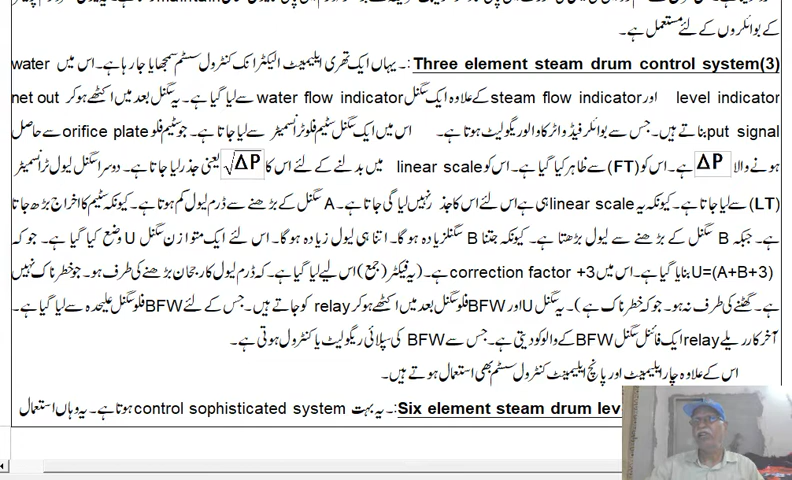 کے بوائلروں کے لئے مستعمل ہے۔
Three element steam drum control system(3) :۔ یہاں ایک تھری ایلیمینٹ الیکٹرانک کنٹرول سسٹم سمجھایا جا رہا ہے۔ اس میں water
level indicator اور steam flow indicator کے علاوہ ایک سگنل water flow indicator سے لیا گیا ہے۔ یہ سگنل بعد میں اکٹھے ہو کر net out
put signal بناتے ہیں۔ جس سے بوائلر فیڈ واٹر کا والو ریگولیٹ ہوتا ہے۔ اس میں ایک سگنل سٹیم فلو ٹرانسمیٹر سے لیا جاتا ہے۔ جو سٹیم فلو orifice plate سے حاصل
ہونے والا ΔP ہے۔ اس کو (FT) سے ظاہر کیا گیا ہے۔ اس کو linear scale میں بدلنے کے لئے اس کا √ΔP یعنی جذر لیا جاتا ہے۔ دوسرا سگنل لیول ٹرانسمیٹر
(LT) سے لیا جاتا ہے۔ کیونکہ یہ linear scale ہی ہے اس لئے اس کا جذر نہیں لیا گی جاتا ہے۔ A سگنل کے بڑھنے سے ڈرم لیول کم ہوتا ہے۔ کیونکہ سٹیم کا اخراج بڑھ جاتا
ہے۔ جبکہ B سگنل کے بڑھنے سے لیول بڑھتا ہے۔ کیونکہ جتنا B سگنلز یادہ ہوگا۔ اتنا ہی لیول زیادہ ہوگا۔ اس لئے ایک متوازن سگنل U وضع کیا گیا ہے۔ جو کہ
U=(A+B+3) بنایا گیا ہے۔ اس میں 3+ correction factor ہے۔ (یہ فیکٹر (جمع) اس لیے لیا گیا ہے۔ کہ ڈرم لیول کا رجحان بڑھنے کی طرف ہو۔ جو خطرناک نہیں
ہے۔ گھٹنے کی طرف نہ ہو۔ جو کہ خطرناک ہے)۔ یہ سگنل U اور BFW فلو سگنل بعد میں اکٹھے ہو کر relay کو جاتے ہیں۔ جس کے لئے BFW فلو سگنل علیحدہ سے لیا گیا ہے۔
آخر کار ریلے relay ایک فائنل سگنل BFW کے والو کو دیتی ہے۔ جس سے BFW کی سپلائی ریگولیٹ یا کنٹرول ہوتی ہے۔
اس کے علاوہ چار ایلیمینٹ اور پانچ ایلیمینٹ کنٹرول سسٹم بھی استعمال ہوتے ہیں۔
Six element steam drum lev :۔ یہ بہت control sophisticated system ہوتا ہے۔ یہ وہاں استعمال